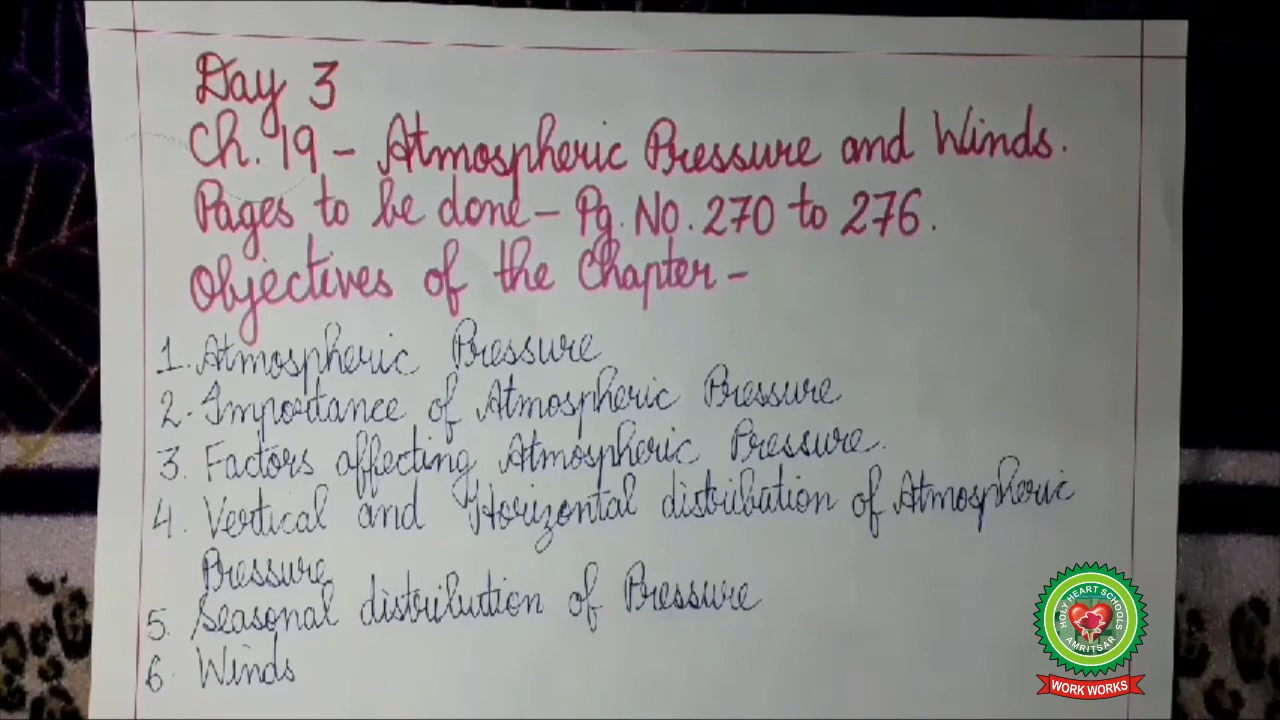 Day 3
Ch. 19 - Atmospheric Pressure and Winds.
Pages to be done - Pg. No. 270 to 276.
Objectives of the Chapter -
1. Atmospheric Pressure
2. Importance of Atmospheric Pressure
3. Factors affecting Atmospheric Pressure.
4. Vertical and Horizontal distribution of Atmospheric
Pressure
5. Seasonal distribution of Pressure
6. Winds
HOLY HEART SCHOOLS
AMRITSAR
WORK WORKS